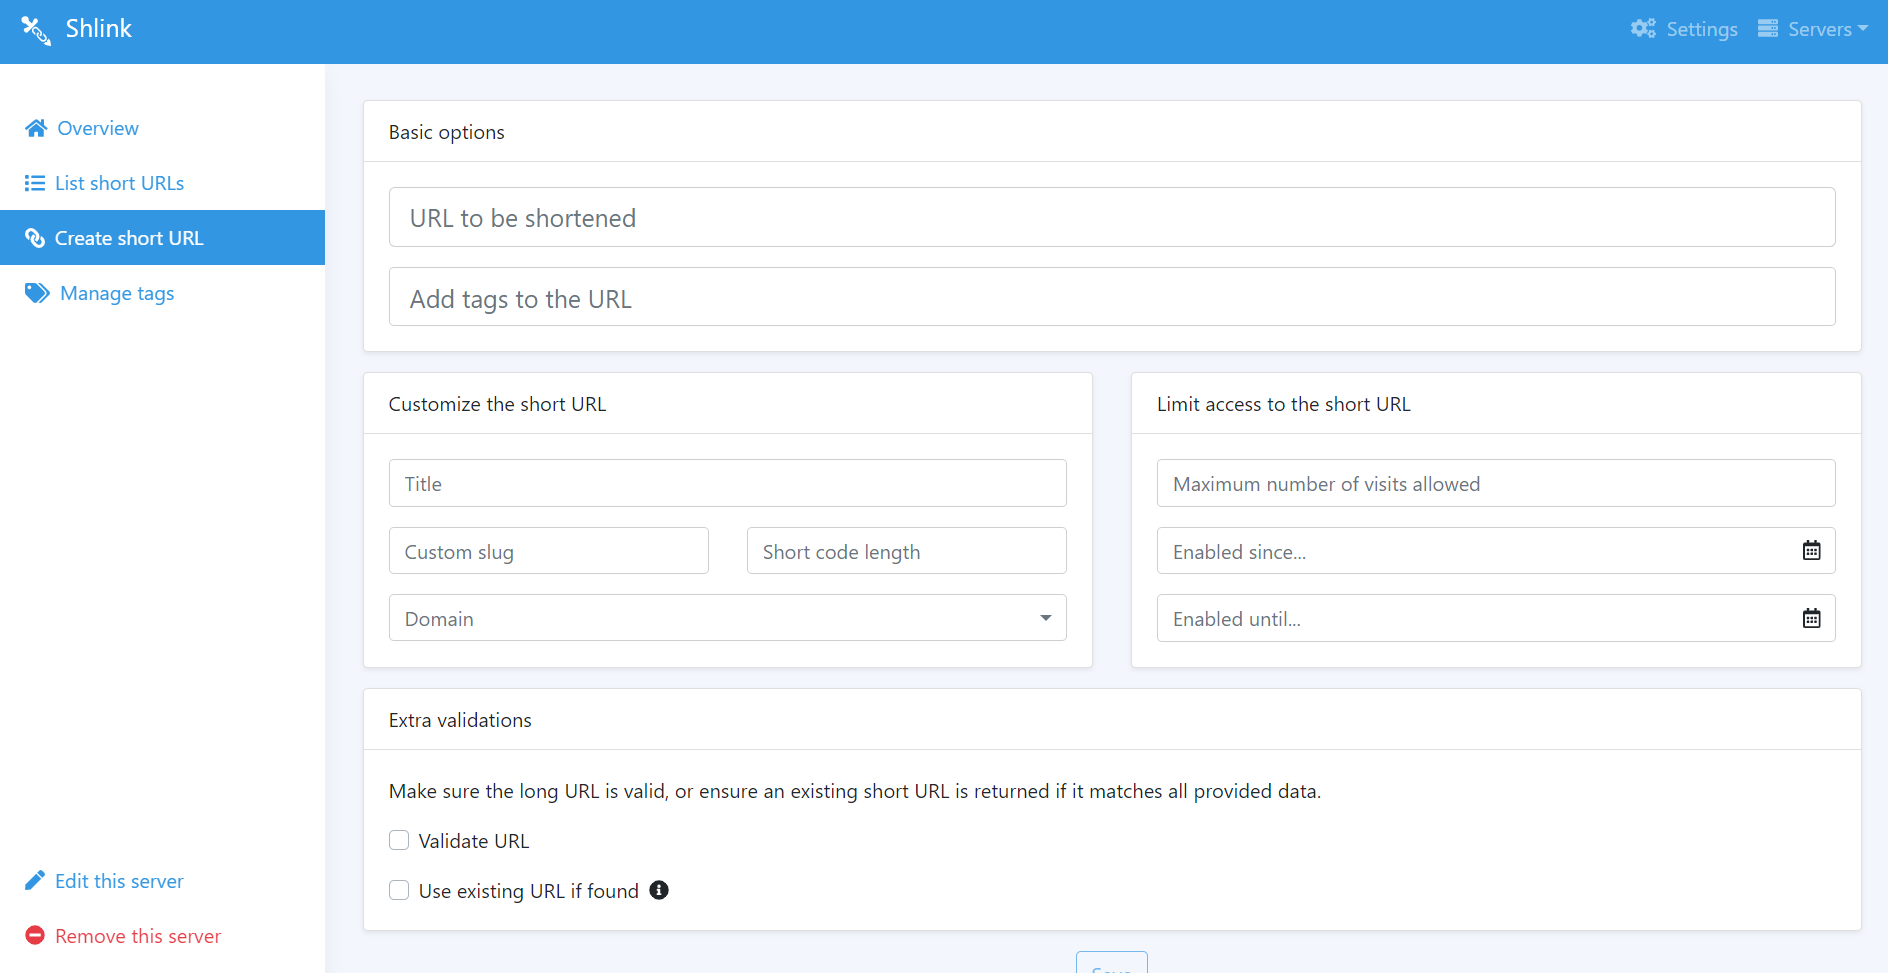 Shlink
Settings
Servers
Overview
List short URLs
Create short URL
Manage tags
Edit this server
Remove this server
Basic options
URL to be shortened
Add tags to the URL
Customize the short URL
Title
Custom slug
Short code length
Domain
Limit access to the short URL
Maximum number of visits allowed
Enabled since...
Enabled until...
Extra validations
Make sure the long URL is valid, or ensure an existing short URL is returned if it matches all provided data.
Validate URL
Use existing URL if found
Save